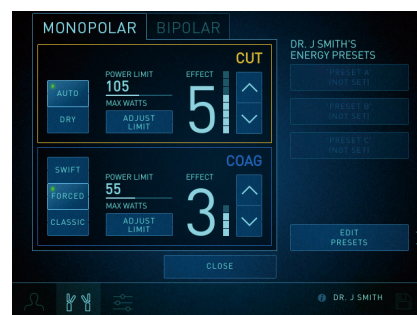 MONOPOLAR
BIPOLAR
CUT
AUTO
DRY
POWER LIMIT
105
MAX WATTS
ADJUST
LIMIT
EFFECT
5
COAG
SWIFT
FORCED
CLASSIC
POWER LIMIT
55
MAX WATTS
ADJUST
LIMIT
EFFECT
3
CLOSE
DR. J SMITH'S
ENERGY PRESETS
'PRESET A'
(NOT SET)
'PRESET B'
(NOT SET)
'PRESET C'
(NOT SET)
EDIT
PRESETS
DR. J SMITH